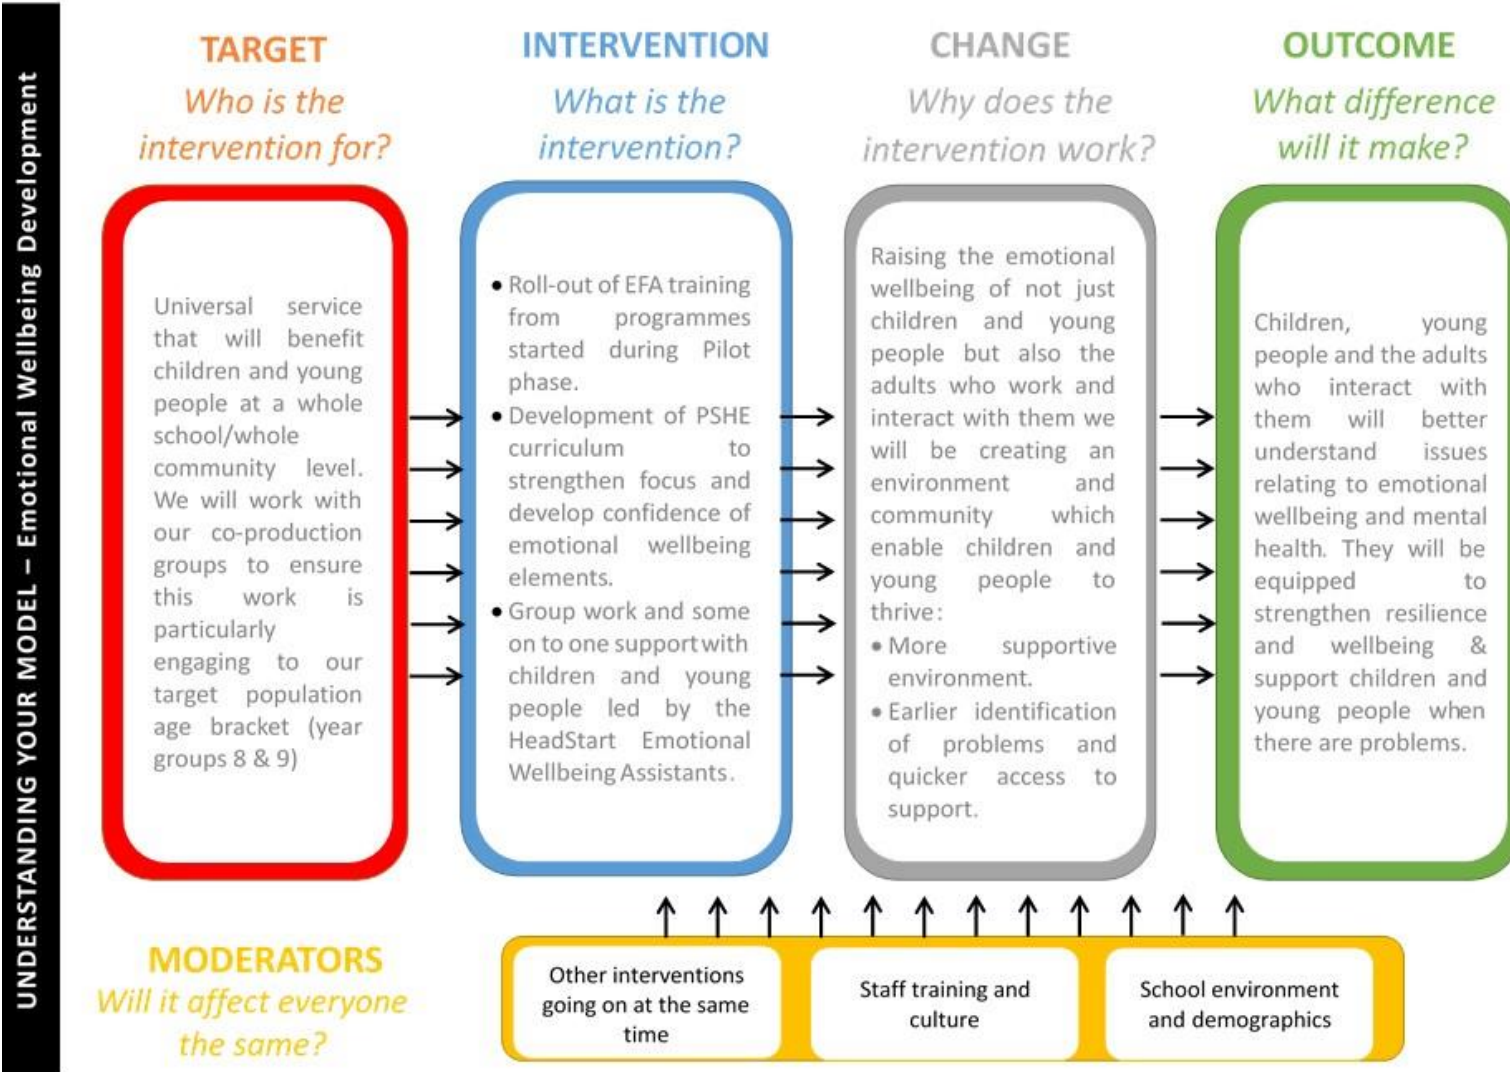 UNDERSTANDING YOUR MODEL – Emotional Wellbeing Development
TARGET
Who is the
intervention for?
Universal service
that will benefit
children and young
people at a whole
school/whole
community level.
We will work with
our co-production
groups to ensure
this work is
particularly
engaging to our
target population
age bracket (year
groups 8 & 9)
INTERVENTION
What is the
intervention?
• Roll-out of EFA training
from programmes
started during Pilot
phase.
• Development of PSHE
curriculum to
strengthen focus and
develop confidence of
emotional wellbeing
elements.
• Group work and some
on to one support with
children and young
people led by the
HeadStart Emotional
Wellbeing Assistants.
CHANGE
Why does the
intervention work?
Raising the emotional
wellbeing of not just
children and young
people but also the
adults who work and
interact with them we
will be creating an
environment and
community which
enable children and
young people to
thrive:
• More supportive
environment.
• Earlier identification
of problems and
quicker access to
support.
OUTCOME
What difference
will it make?
Children, young
people and the adults
who interact with
them will better
understand issues
relating to emotional
wellbeing and mental
health. They will be
equipped to
strengthen resilience
and wellbeing &
support children and
young people when
there are problems.
MODERATORS
Will it affect everyone
the same?
Other interventions
going on at the same
time
Staff training and
culture
School environment
and demographics